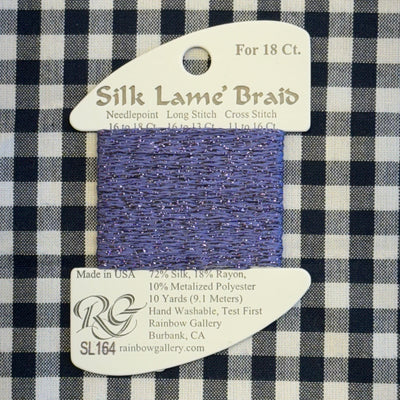 For 18 Ct.
Silk Lamé Braid
Needlepoint Long Stitch Cross Stitch
16 to 18 Ct. 16 to 13 Ct. 11 to 16 Ct.
Made in USA 72% Silk, 18% Rayon,
10% Metalized Polyester
10 Yards (9.1 Meters)
RG Hand Washable, Test First
Rainbow Gallery
Burbank, CA
SL164 rainbowgallery.com